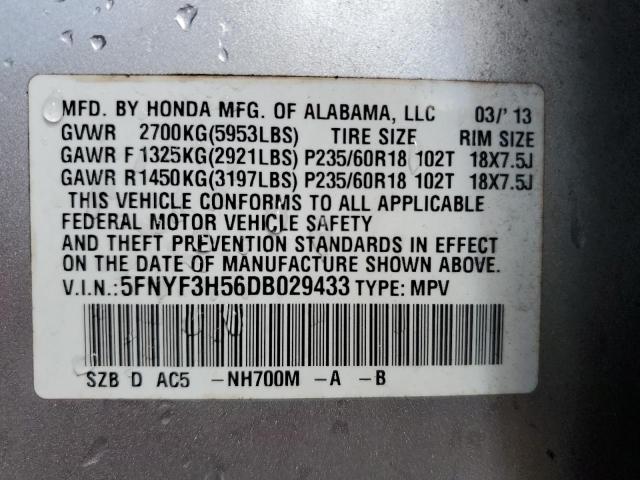 MFD. BY HONDA MFG. OF ALABAMA, LLC 03/'13
GVWR 2700KG(5953LBS) TIRE SIZE RIM SIZE
GAWR F1325KG(2921LBS) P235/60R18 102T 18X7.5J
GAWR R1450KG(3197LBS) P235/60R18 102T 18X7.5J
THIS VEHICLE CONFORMS TO ALL APPLICABLE
FEDERAL MOTOR VEHICLE SAFETY
AND THEFT PREVENTION STANDARDS IN EFFECT
ON THE DATE OF MANUFACTURE SHOWN ABOVE.
V.I.N.:5FNYF3H56DB029433 TYPE: MPV
SZB D AC5 -NH700M -A -B